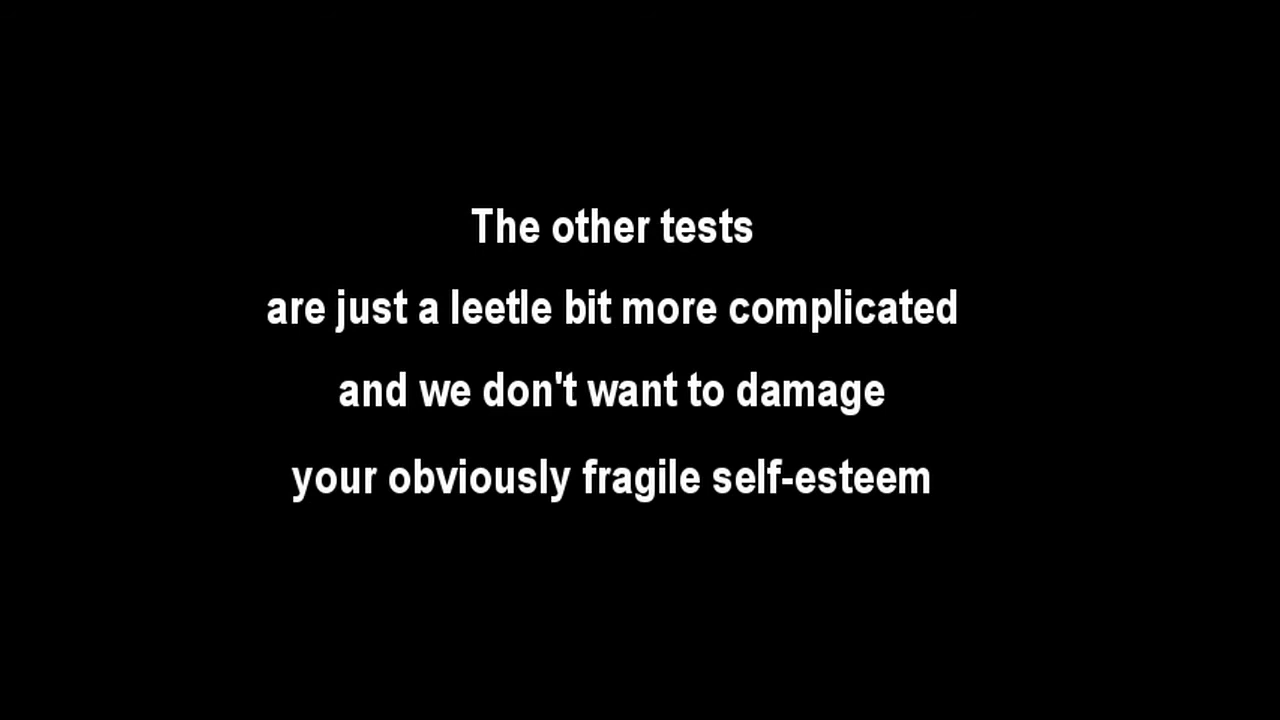 The other tests
are just a leetle bit more complicated
and we don't want to damage
your obviously fragile self-esteem